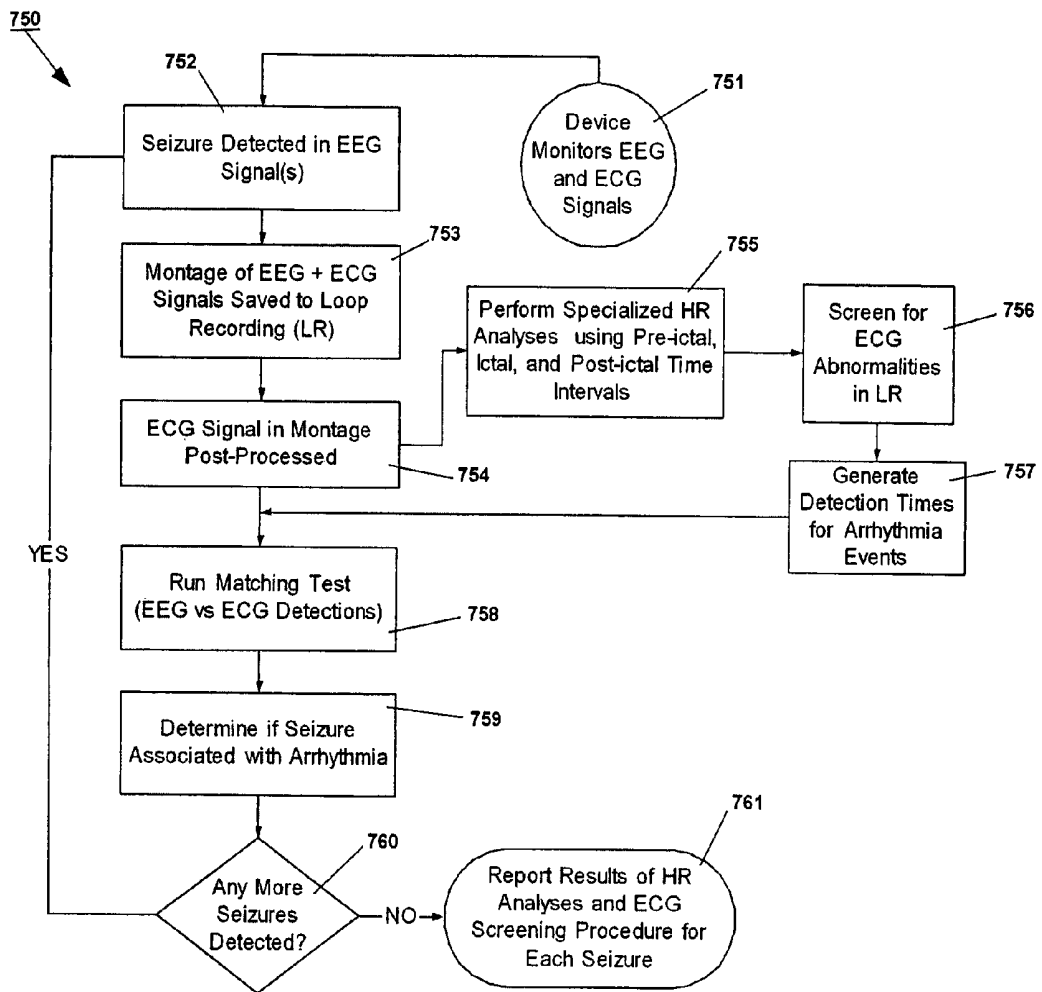 750
752
Seizure Detected in EEG
Signal(s)
751
Device
Monitors EEG
and ECG
Signals
753
Montage of EEG + ECG
Signals Saved to Loop
Recording (LR)
755
Perform Specialized HR
Analyses using Pre-ictal,
Ictal, and Post-ictal Time
Intervals
756
Screen for
ECG
Abnormalities
in LR
ECG Signal in Montage
Post-Processed
754
757
Generate
Detection Times
for Arrhythmia
Events
YES
Run Matching Test
(EEG vs ECG Detections)
758
759
Determine if Seizure
Associated with Arrhythmia
760
Any More
Seizures
Detected?
NO
761
Report Results of HR
Analyses and ECG
Screening Procedure for
Each Seizure